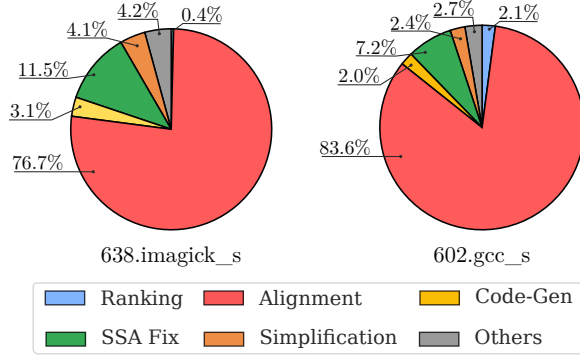 4.2%
0.4%
4.1%
11.5%
3.1%
76.7%
638.imagick_s
2.7%
2.1%
2.4%
7.2%
2.0%
83.6%
602.gcc_s
Ranking
Alignment
Code-Gen
SSA Fix
Simplification
Others